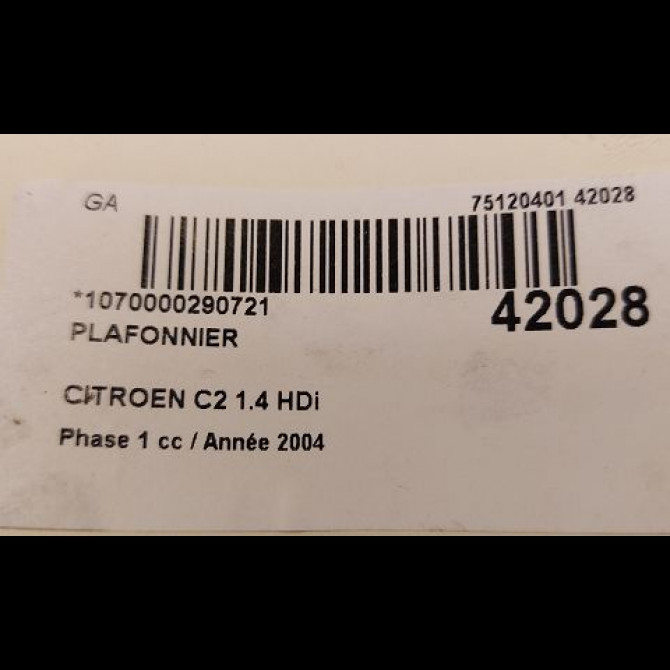 GA 75120401 42028
*1070000290721 42028
PLAFONNIER
CITROEN C2 1.4 HDi
Phase 1 cc / Année 2004